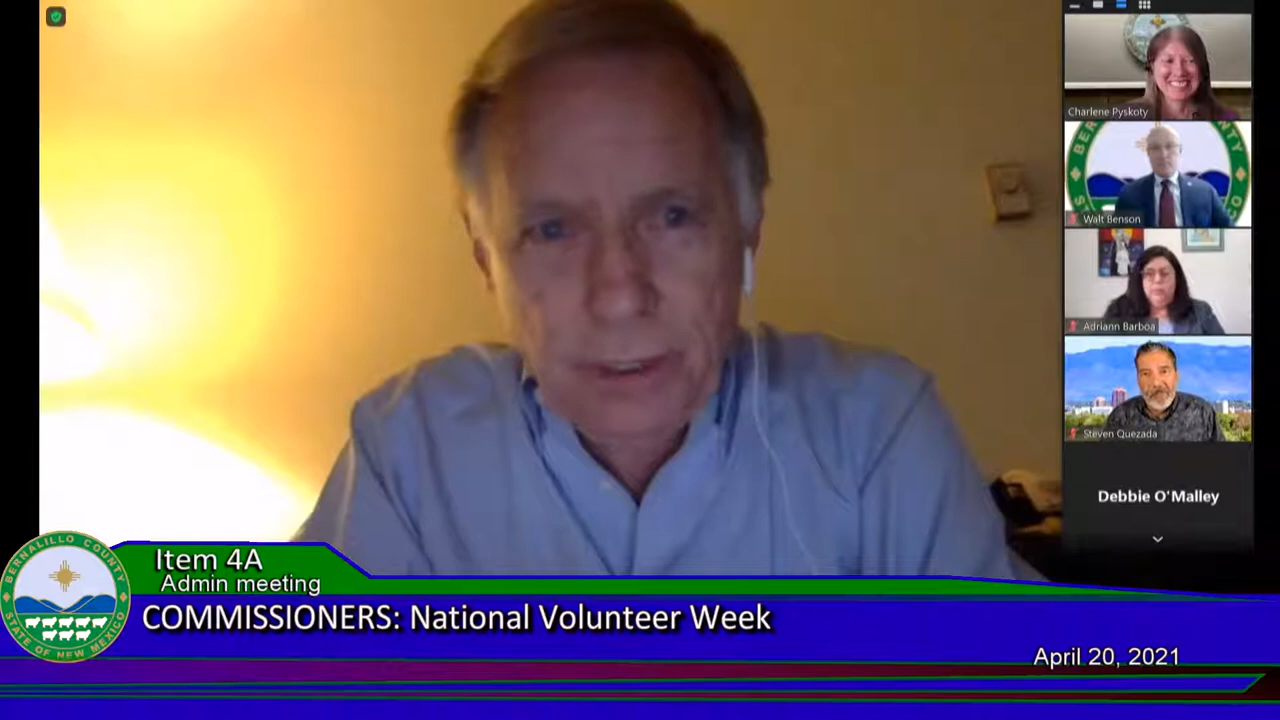 Charlene Pyskoty
Walt Benson
Adriann Barboa
Steven Quezada
Debbie O'Malley
Item 4A
Admin meeting
COMMISSIONERS: National Volunteer Week
April 20, 2021
BERNALILLO COUNTY
STATE OF NEW MEXICO